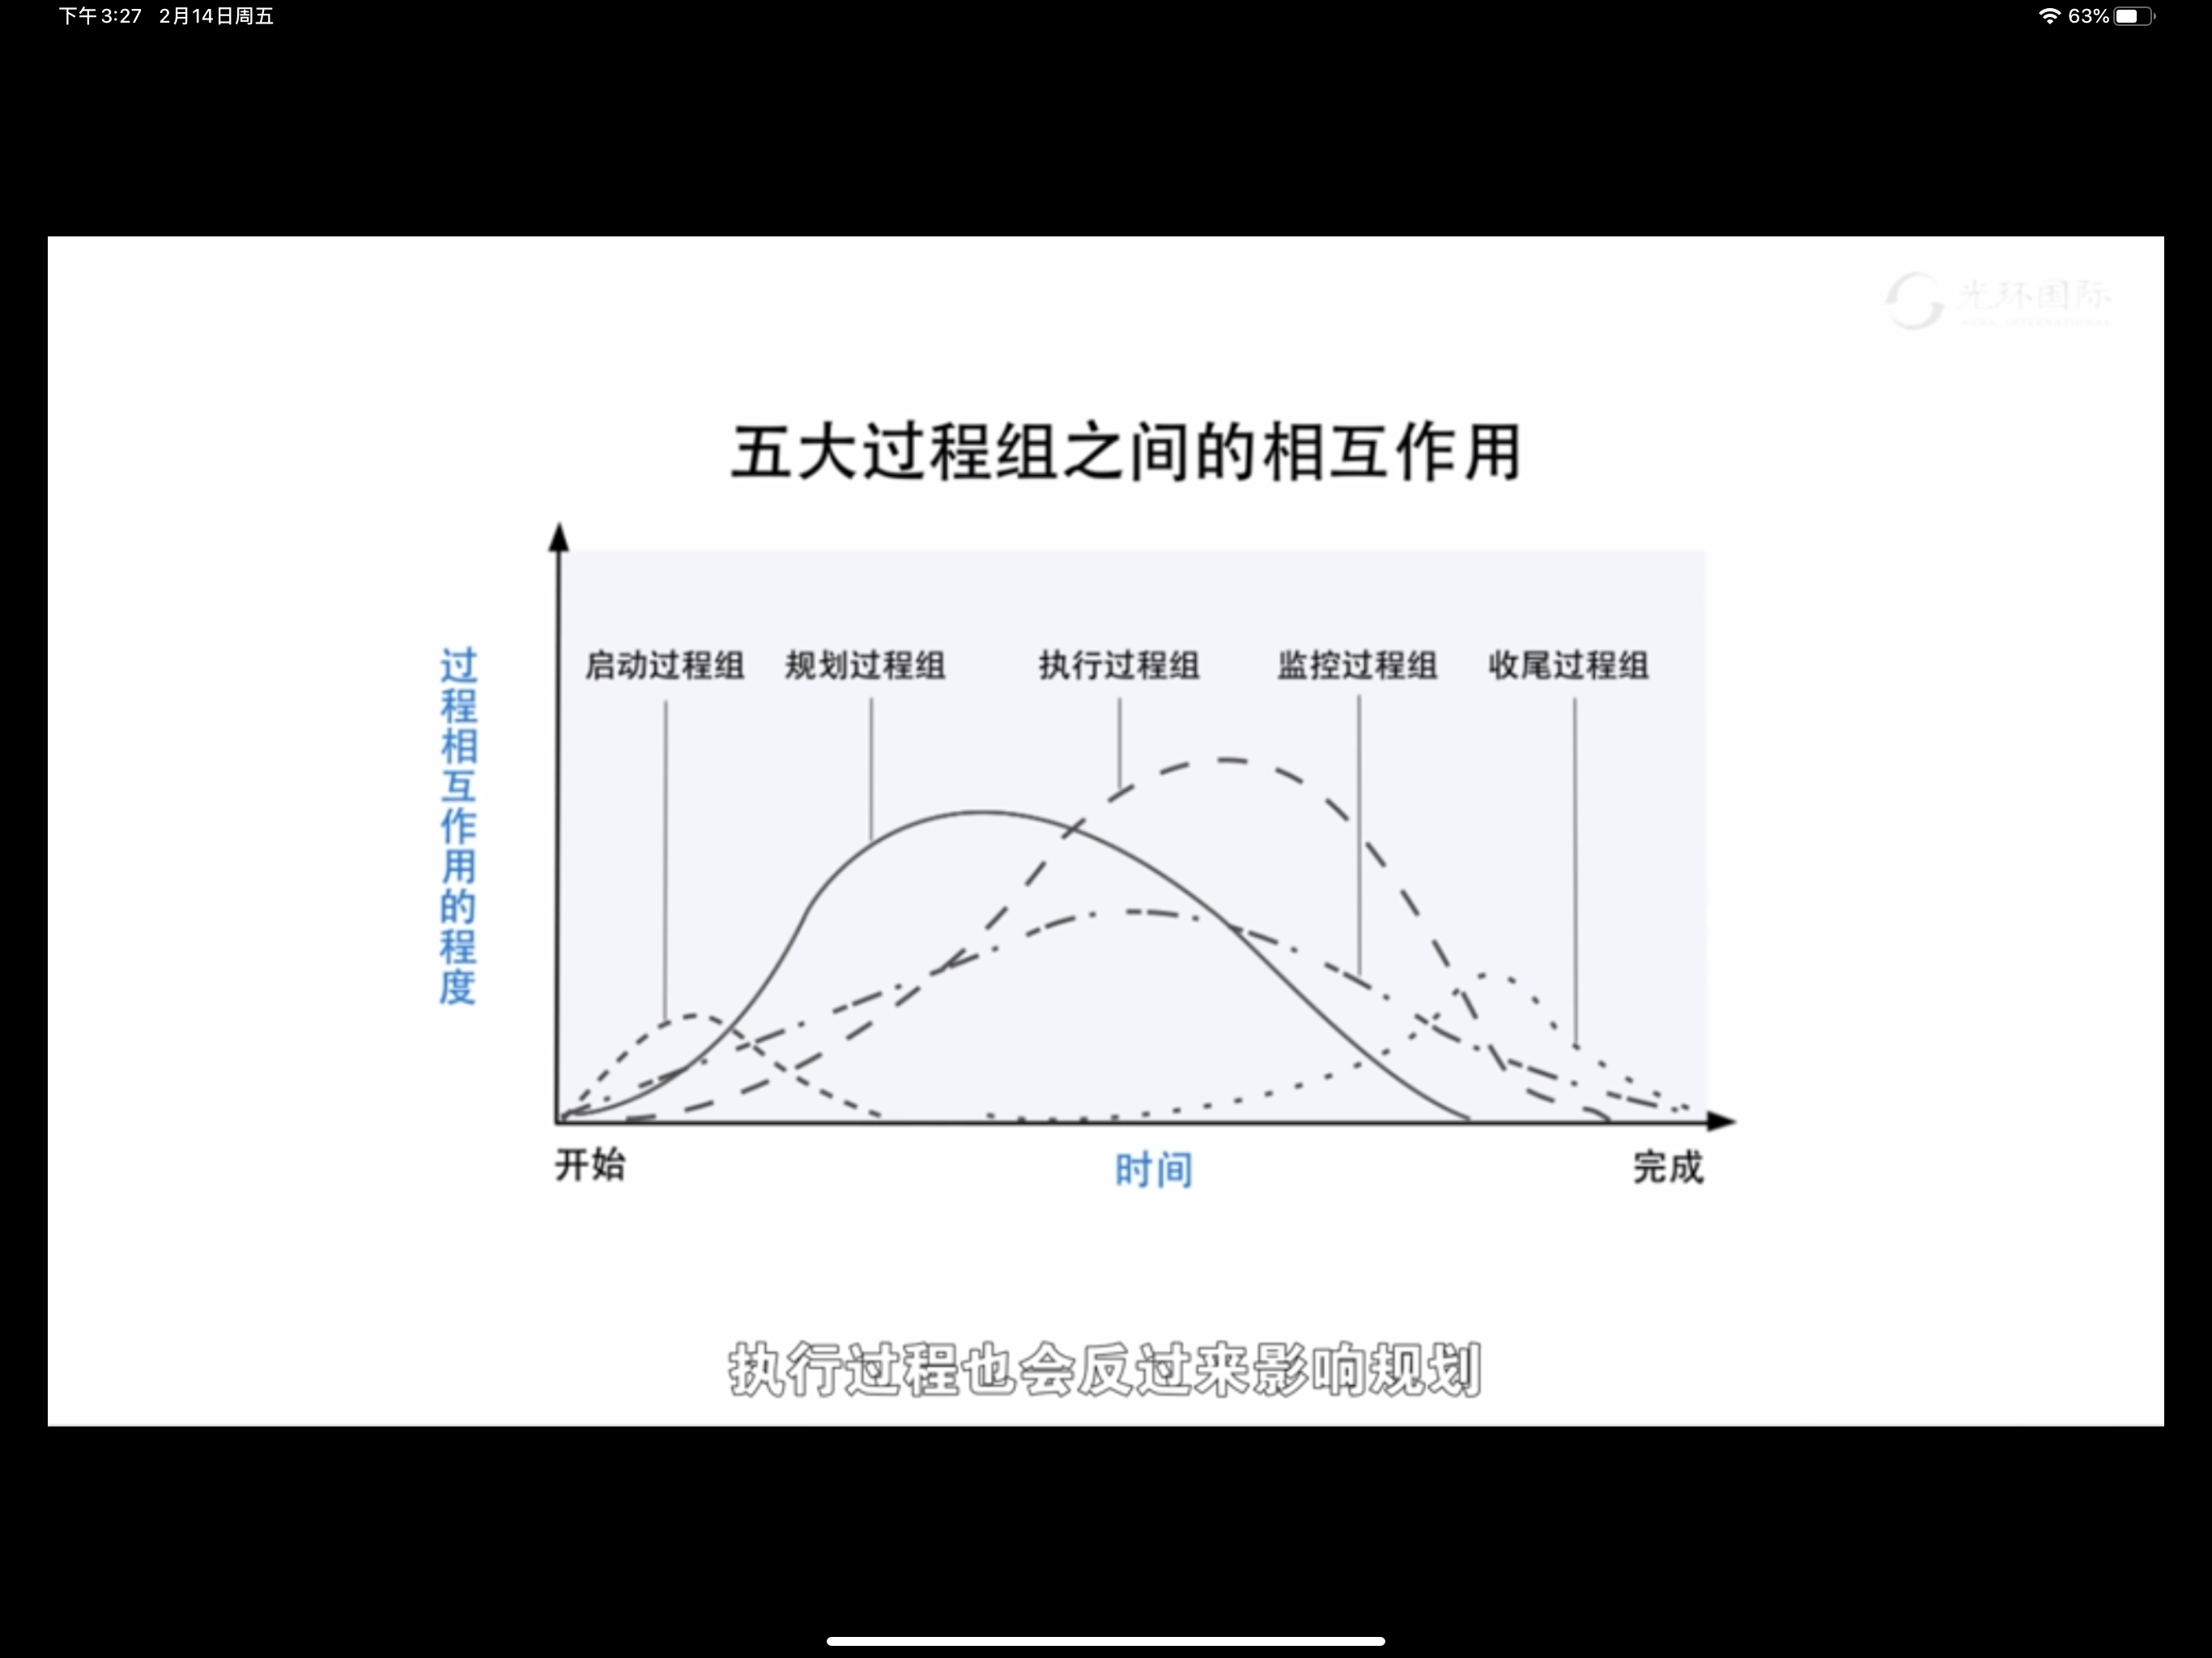 下午3:27 2月14日周五
63%
光环国际
五大过程组之间的相互作用
启动过程组 规划过程组 执行过程组 监控过程组 收尾过程组
过程相互作用的程度
开始 时间 完成
执行过程也会反过来影响规划